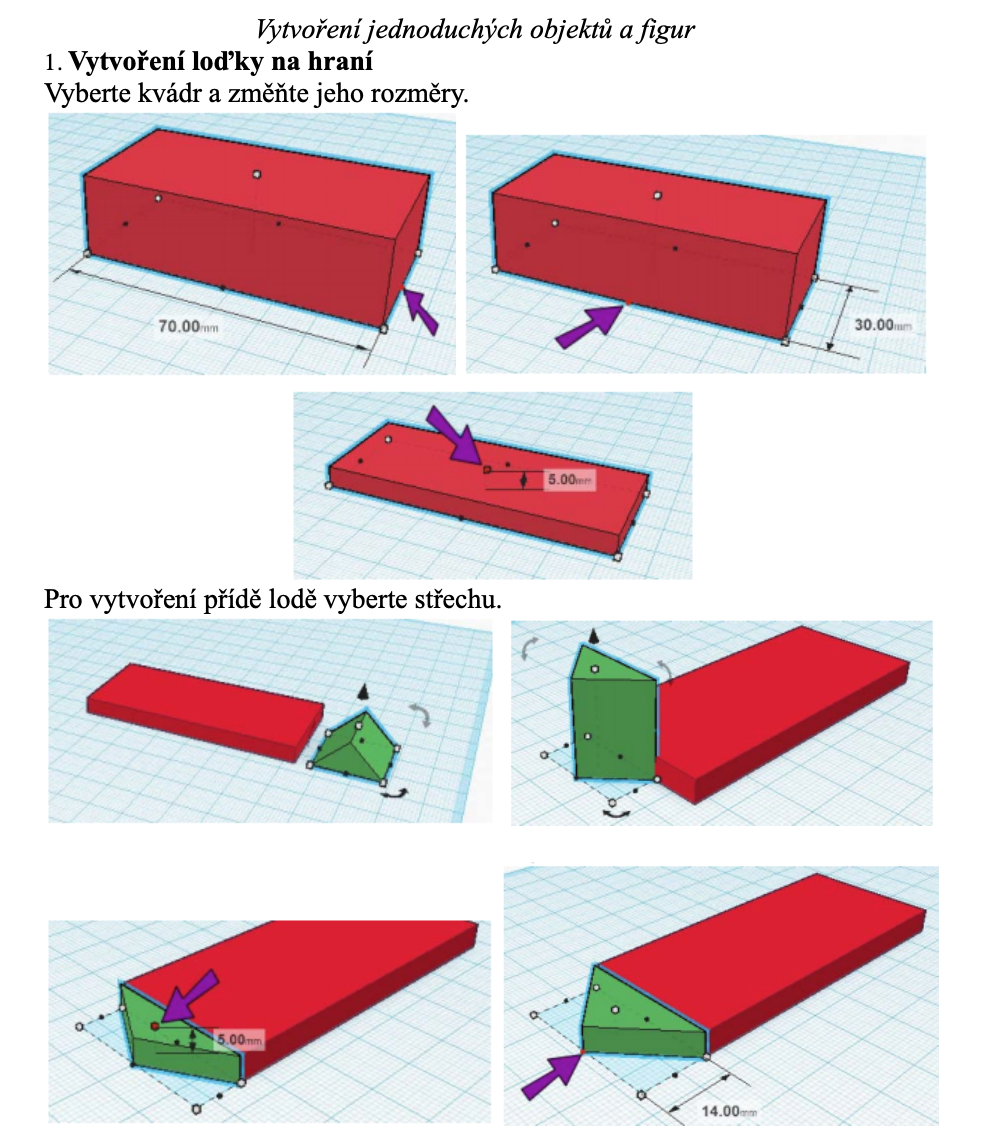 Vytvoření jednoduchých objektů a figur
1. Vytvoření loďky na hraní
Vyberte kvádr a změňte jeho rozměry.
70.00mm
30.00mm
5.00mm
Pro vytvoření přídě lodě vyberte střechu.
5.00mm
14.00mm